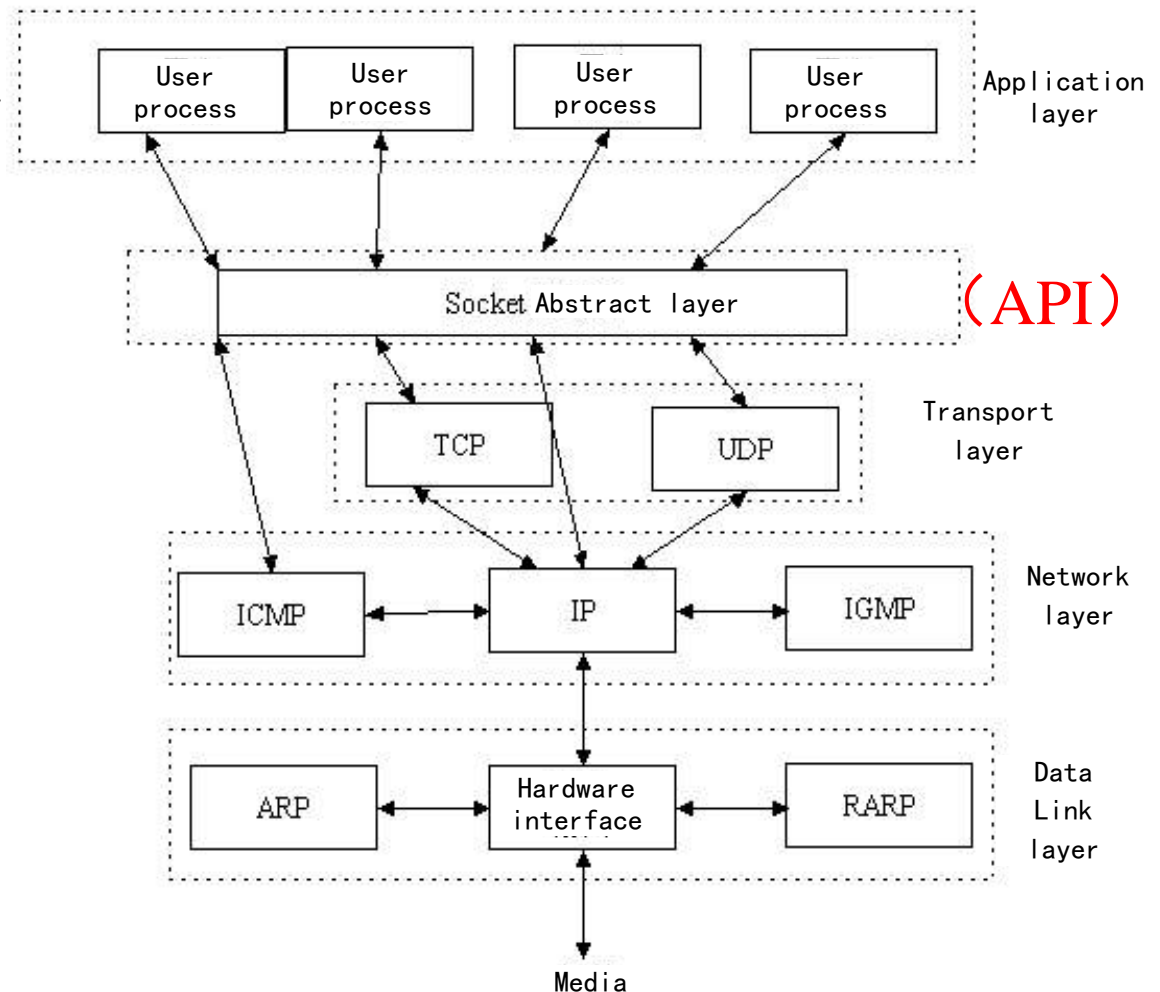 User
process
User
process
User
process
User
process
Application
layer
Socket Abstract layer
（API）
TCP
UDP
Transport
layer
ICMP
IP
IGMP
Network
layer
ARP
Hardware
interface
RARP
Data
Link
layer
Media